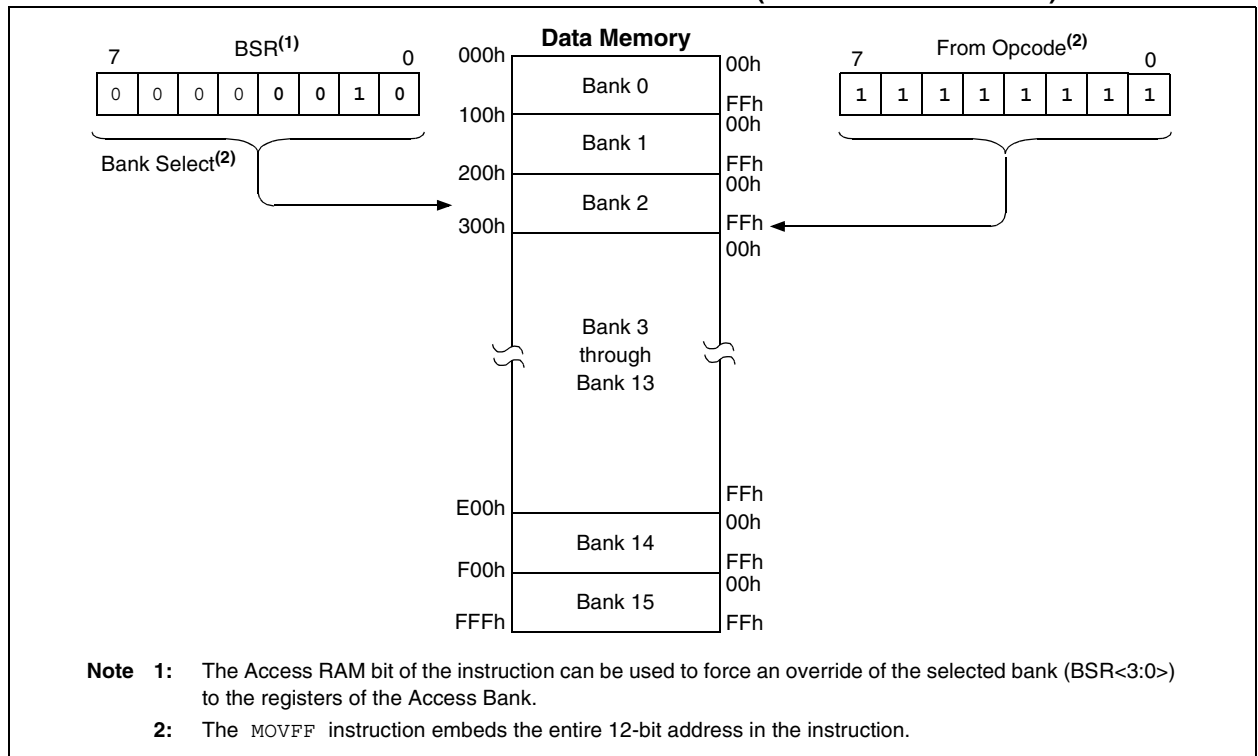 Data Memory
7 BSR(1) 0
0 0 0 0 0 0 1 0
Bank Select(2)
7 From Opcode(2) 0
1 1 1 1 1 1 1 1
000h
00h
Bank 0
FFh
100h
00h
Bank 1
FFh
200h
00h
Bank 2
FFh
300h
00h
Bank 3
through
Bank 13
FFh
E00h
00h
Bank 14
FFh
F00h
00h
Bank 15
FFFh
FFh
Note 1: The Access RAM bit of the instruction can be used to force an override of the selected bank (BSR<3:0>)
to the registers of the Access Bank.
2: The MOVFF instruction embeds the entire 12-bit address in the instruction.